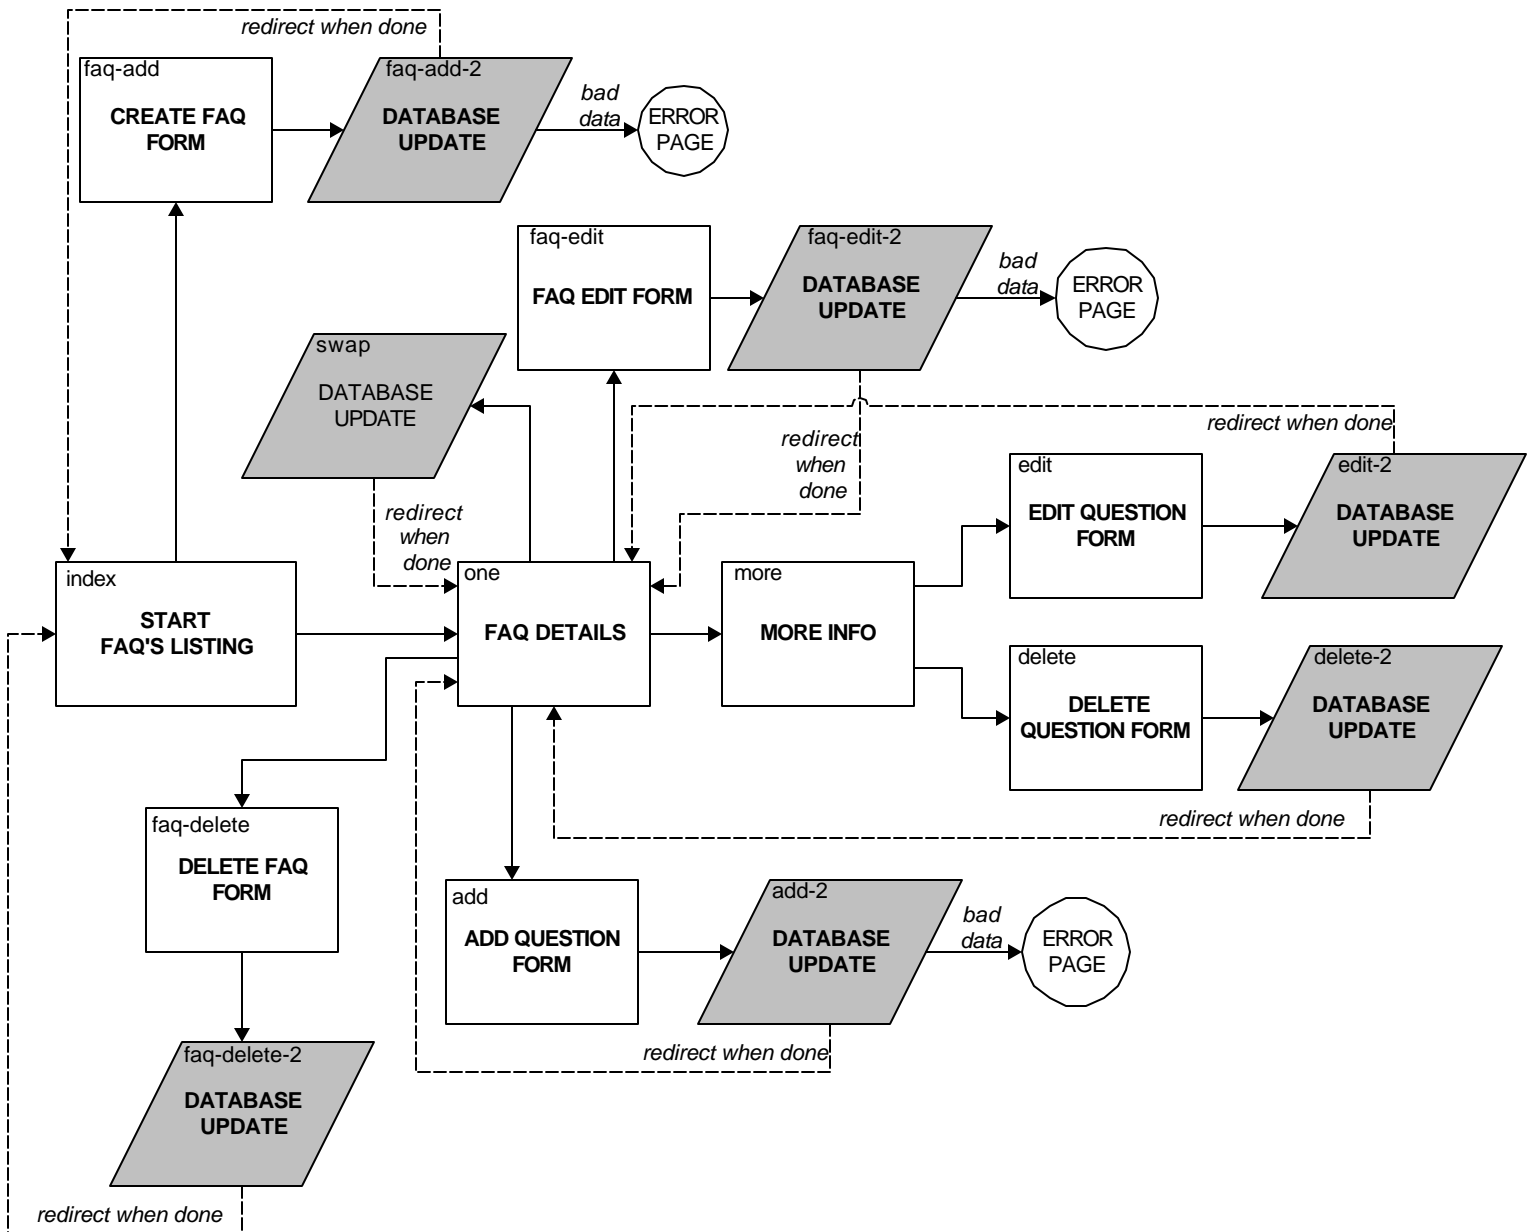 redirect when done
faq-add
CREATE FAQ
FORM
faq-add-2
DATABASE
UPDATE
bad
data
ERROR
PAGE
faq-edit
FAQ EDIT FORM
faq-edit-2
DATABASE
UPDATE
bad
data
ERROR
PAGE
swap
DATABASE
UPDATE
redirect
when
done
redirect when done
redirect
when
done
edit
EDIT QUESTION
FORM
edit-2
DATABASE
UPDATE
index
START
FAQ'S LISTING
one
FAQ DETAILS
more
MORE INFO
delete
DELETE
QUESTION FORM
delete-2
DATABASE
UPDATE
redirect when done
faq-delete
DELETE FAQ
FORM
add
ADD QUESTION
FORM
add-2
DATABASE
UPDATE
bad
data
ERROR
PAGE
redirect when done
faq-delete-2
DATABASE
UPDATE
redirect when done